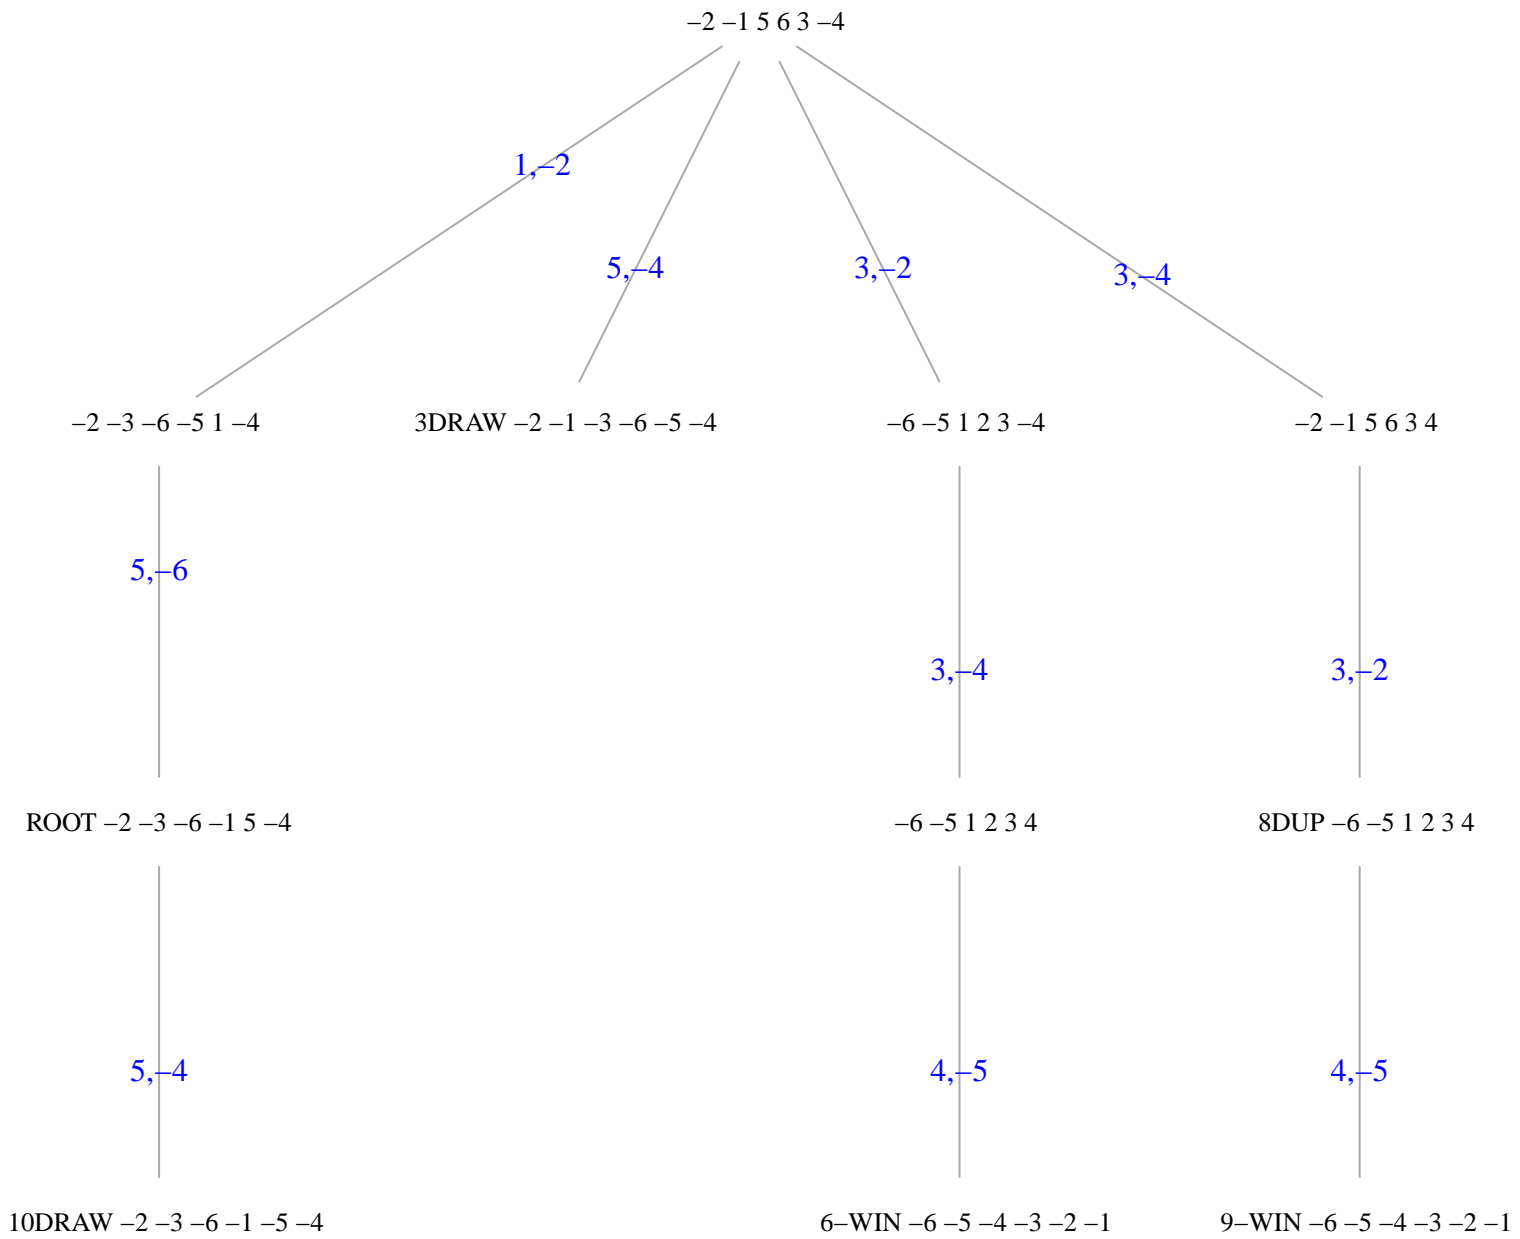 –2 –1 5 6 3 –4
1,–2
5,–4
3,–2
3,–4
–2 –3 –6 –5 1 –4
3DRAW –2 –1 –3 –6 –5 –4
–6 –5 1 2 3 –4
–2 –1 5 6 3 4
5,–6
3,–4
3,–2
ROOT –2 –3 –6 –1 5 –4
–6 –5 1 2 3 4
8DUP –6 –5 1 2 3 4
5,–4
4,–5
4,–5
10DRAW –2 –3 –6 –1 –5 –4
6–WIN –6 –5 –4 –3 –2 –1
9–WIN –6 –5 –4 –3 –2 –1